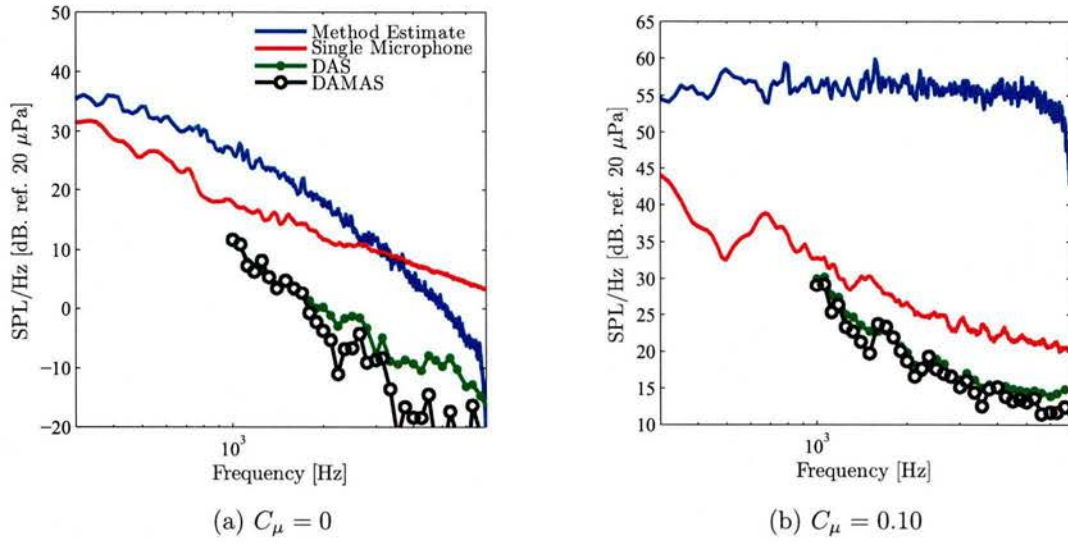 50
40
30
20
10
0
−10
−20
SPL/Hz [dB. ref. 20 μPa]
Method Estimate
Single Microphone
DAS
DAMAS
10³
Frequency [Hz]
(a) Cμ = 0
65
60
55
50
45
40
35
30
25
20
15
10
SPL/Hz [dB. ref. 20 μPa]
10³
Frequency [Hz]
(b) Cμ = 0.10